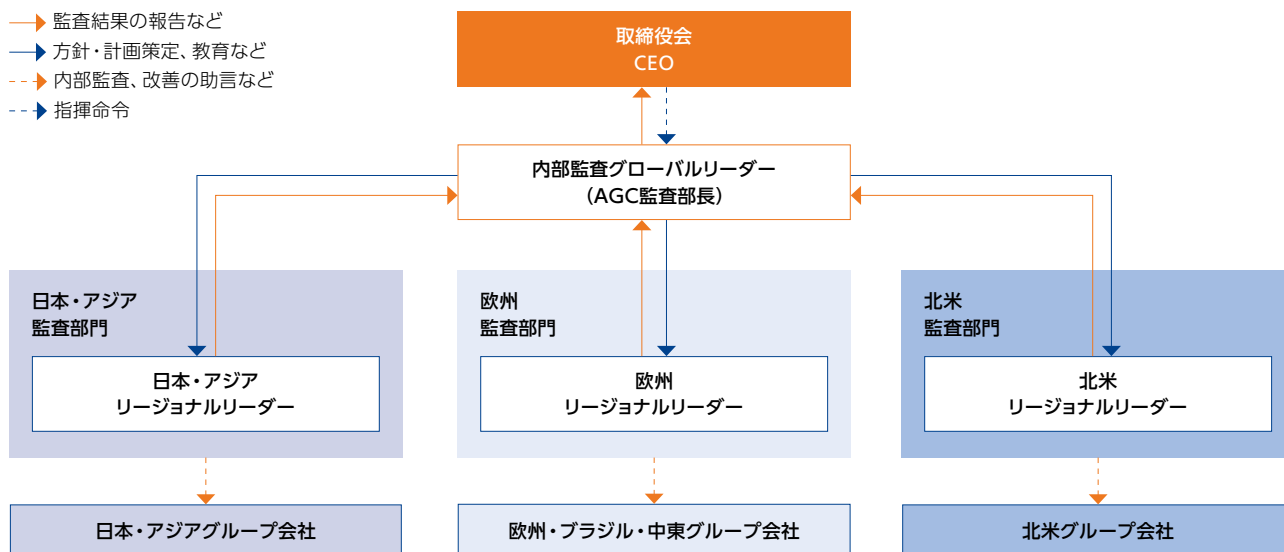 監査結果の報告など
方針・計画策定、教育など
内部監査、改善の助言など
指揮命令
取締役会
CEO
内部監査グローバルリーダー
（AGC監査部長）
日本・アジア
監査部門
日本・アジア
リージョナルリーダー
欧州
監査部門
欧州
リージョナルリーダー
北米
監査部門
北米
リージョナルリーダー
日本・アジアグループ会社
欧州・ブラジル・中東グループ会社
北米グループ会社